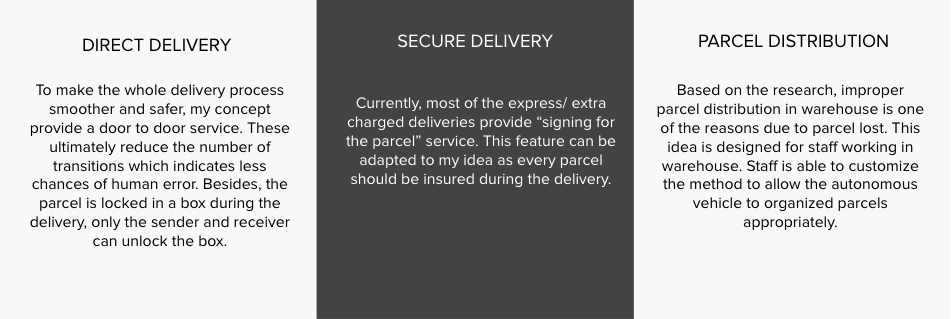 DIRECT DELIVERY
To make the whole delivery process
smoother and safer, my concept
provide a door to door service. These
ultimately reduce the number of
transitions which indicates less
chances of human error. Besides, the
parcel is locked in a box during the
delivery, only the sender and receiver
can unlock the box.
SECURE DELIVERY
Currently, most of the express/ extra
charged deliveries provide “signing for
the parcel” service. This feature can be
adapted to my idea as every parcel
should be insured during the delivery.
PARCEL DISTRIBUTION
Based on the research, improper
parcel distribution in warehouse is one
of the reasons due to parcel lost. This
idea is designed for staff working in
warehouse. Staff is able to customize
the method to allow the autonomous
vehicle to organized parcels
appropriately.